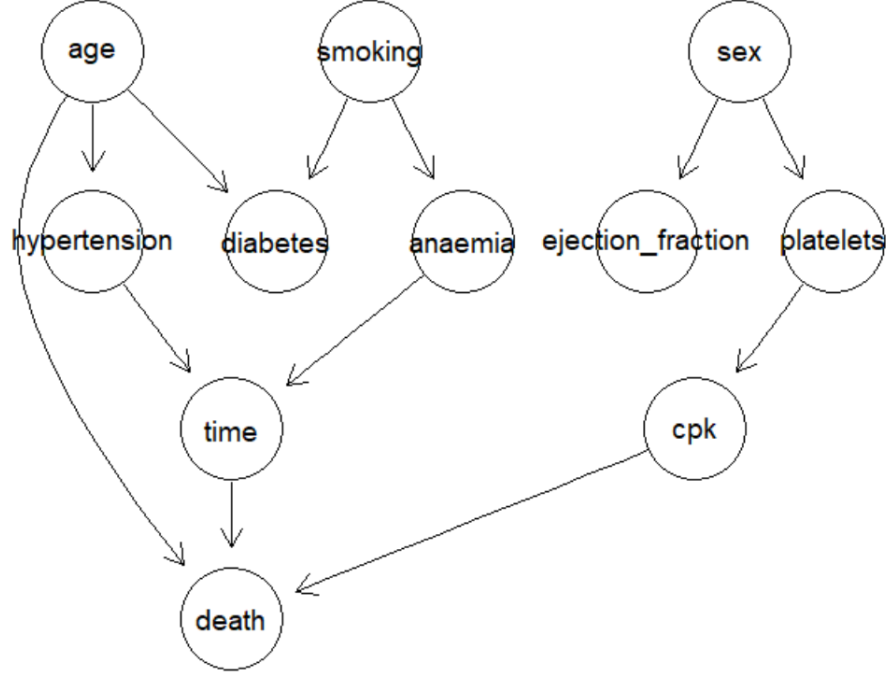 age
smoking
sex
hypertension
diabetes
anaemia
ejection_fraction
platelets
time
cpk
death